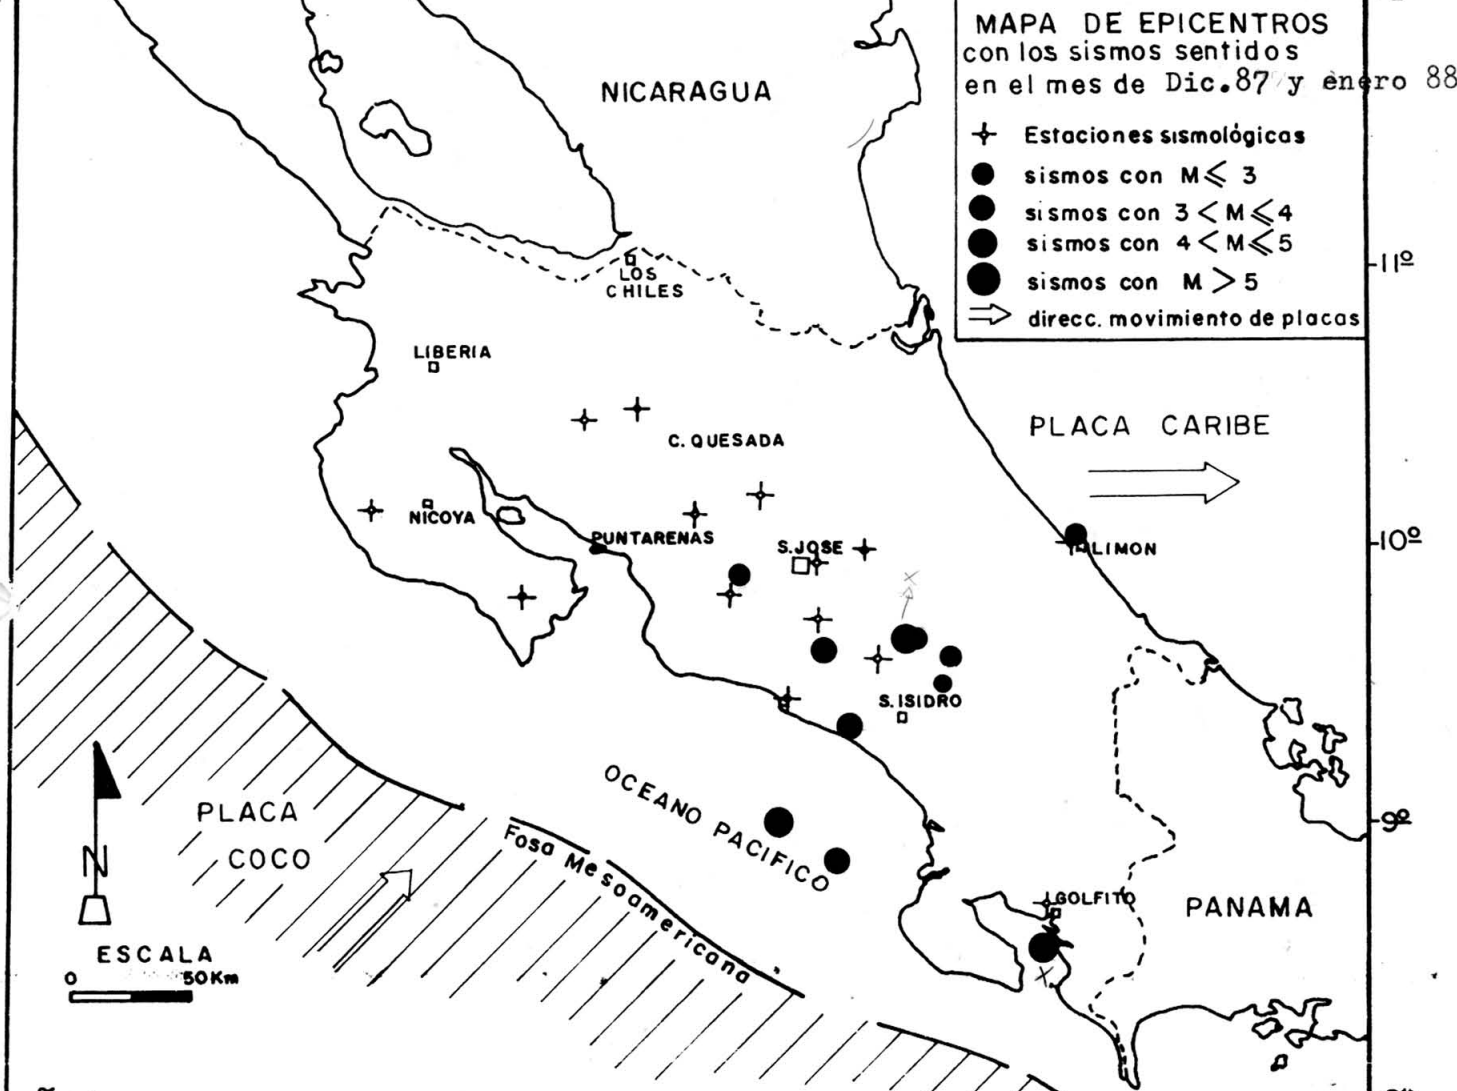 MAPA DE EPICENTROS
con los sismos sentidos
en el mes de Dic.87 y enero 88
Estaciones sismológicas
sismos con M ⩽ 3
sismos con 3 < M ⩽ 4
sismos con 4 < M ⩽ 5
sismos con M > 5
direcc. movimiento de placas
NICARAGUA
11º
LOS
CHILES
LIBERIA
PLACA CARIBE
C. QUESADA
NICOYA
PUNTARENAS
S. JOSE
LIMON
10º
S. ISIDRO
OCEANO PACIFICO
9º
PLACA
COCO
Fosa Mesoamericana
N
GOLFITO
PANAMA
ESCALA
0 50 Km